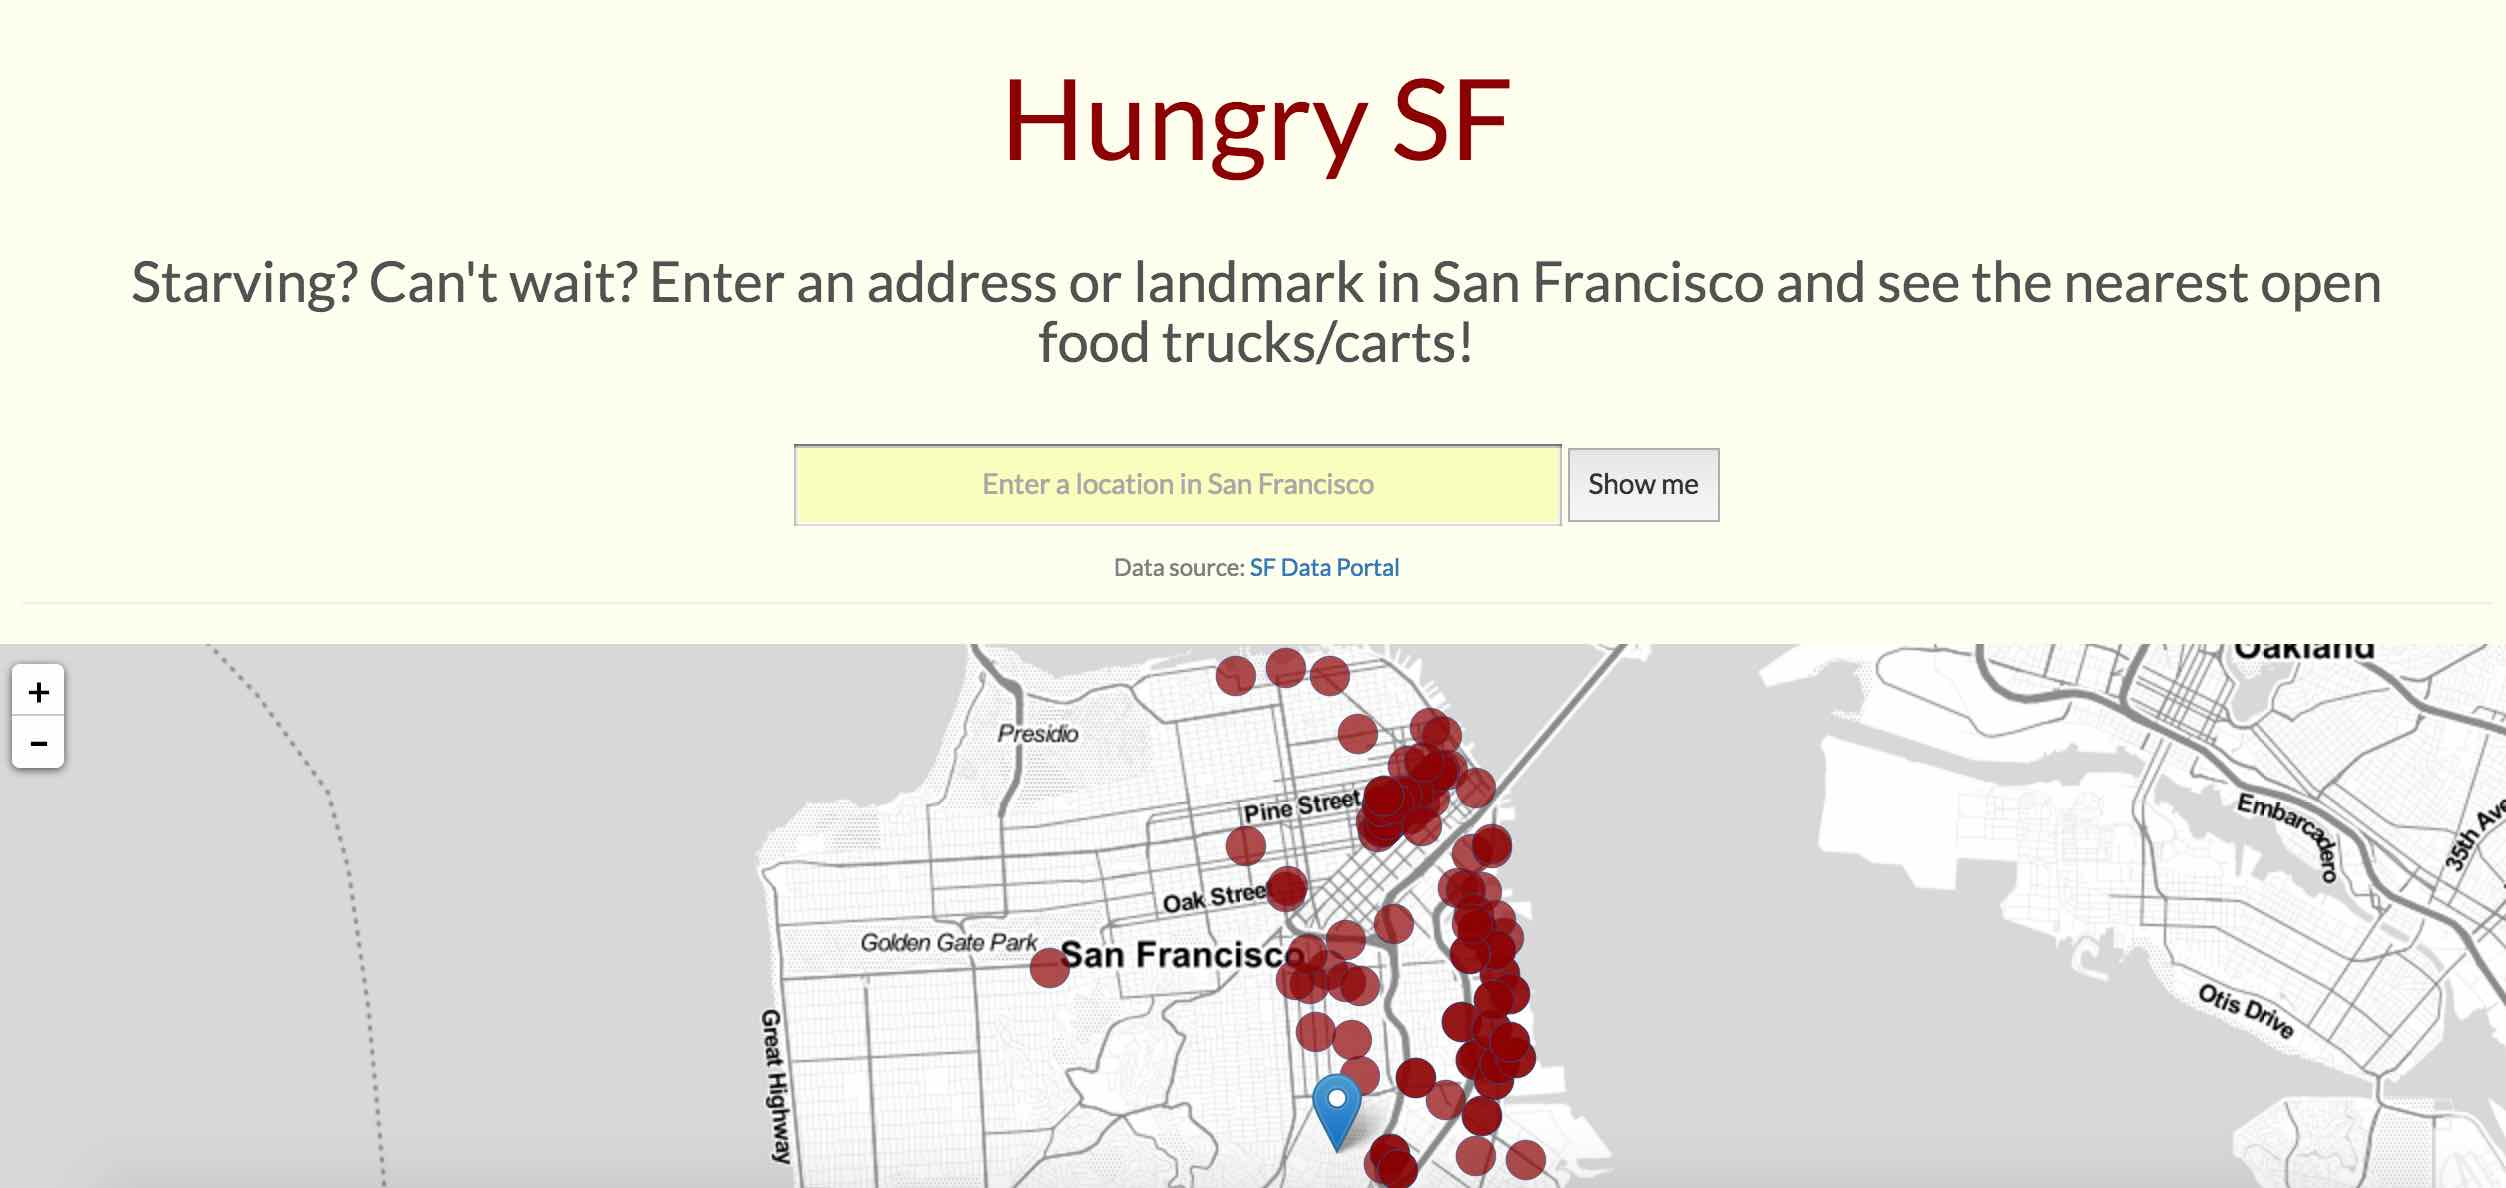 Hungry SF
Starving? Can't wait? Enter an address or landmark in San Francisco and see the nearest open
food trucks/carts!
Enter a location in San Francisco
Show me
Data source: SF Data Portal
+
−
Oakland
Presidio
Pine Street
Embarcadero
35th Ave
Oak Stree
Golden Gate Park
San Francisco
Otis Drive
Great Highway